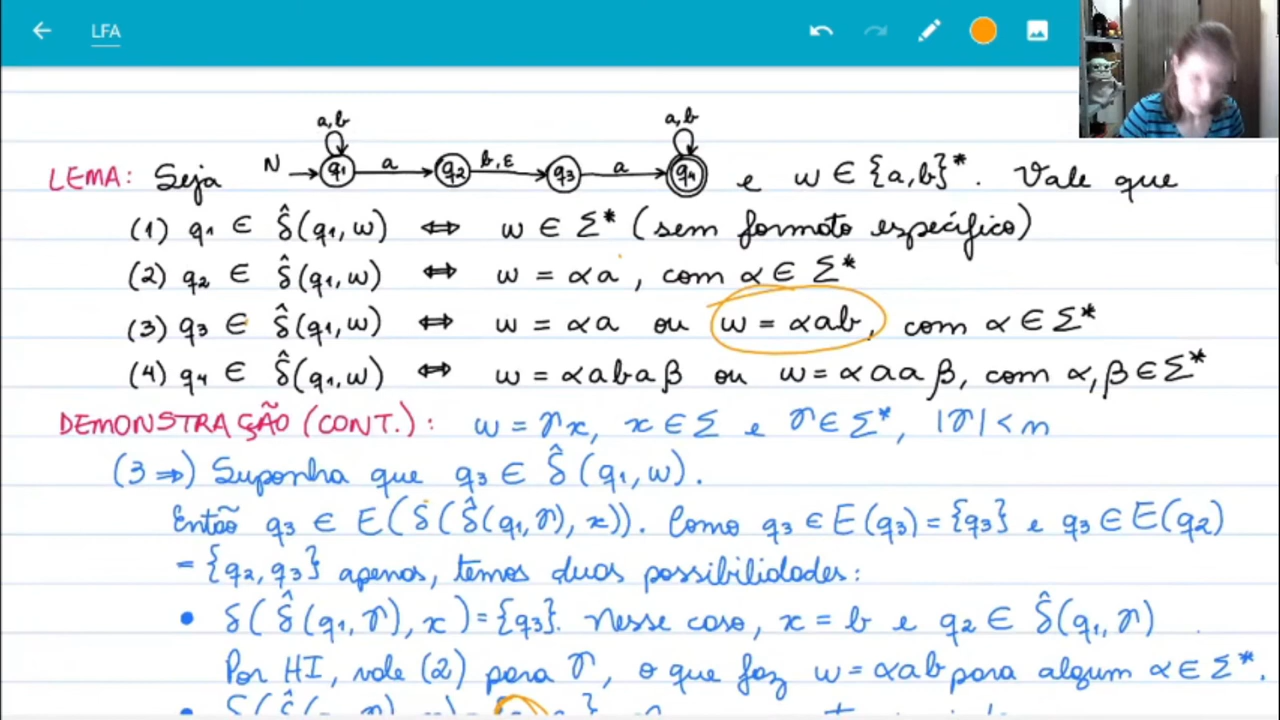 LFA
a,b a,b
LEMA: Seja N q1 a q2 b,ε q3 a q4 e w ∈ {a,b}*. Vale que
(1) q1 ∈ δ̂(q1,w) ⇔ w ∈ Σ* (sem formato específico)
(2) q2 ∈ δ̂(q1,w) ⇔ w = αa, com α ∈ Σ*
(3) q3 ∈ δ̂(q1,w) ⇔ w = αa ou w = αab, com α ∈ Σ*
(4) q4 ∈ δ̂(q1,w) ⇔ w = αabaβ ou w = αaaβ, com α,β ∈ Σ*
DEMONSTRAÇÃO (CONT.): w = γx, x ∈ Σ e γ ∈ Σ*, |γ| < n
(3 ⇒) Suponha que q3 ∈ δ̂(q1,w).
Então q3 ∈ E(δ(δ̂(q1,γ),x)). Como q3 ∈ E(q3) = {q3} e q3 ∈ E(q2)
= {q2,q3} apenas, temos duas possibilidades:
• δ(δ̂(q1,γ),x) = {q3}. Nesse caso, x = b e q2 ∈ δ̂(q1,γ)
Por HI, vale (2) para γ, o que faz w = αab para algum α ∈ Σ*.